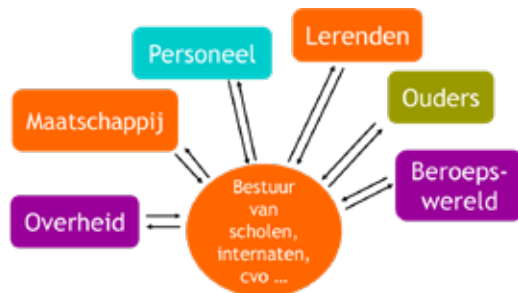 Lerenden
Personeel
Ouders
Maatschappij
Beroeps-
wereld
Bestuur
van
scholen,
internaten,
cvo ...
Overheid